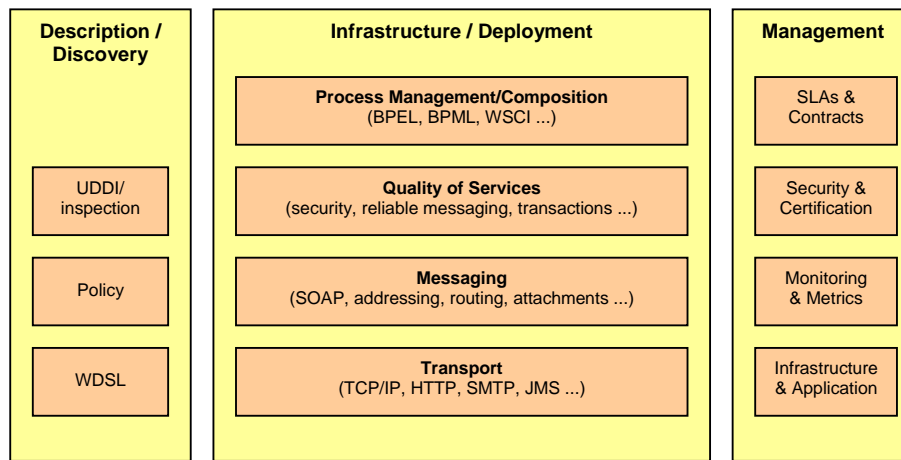 Description /
Discovery
UDDI/
inspection
Policy
WDSL
Infrastructure / Deployment
Process Management/Composition
(BPEL, BPML, WSCI ...)
Quality of Services
(security, reliable messaging, transactions ...)
Messaging
(SOAP, addressing, routing, attachments ...)
Transport
(TCP/IP, HTTP, SMTP, JMS ...)
Management
SLAs &
Contracts
Security &
Certification
Monitoring
& Metrics
Infrastructure
& Application